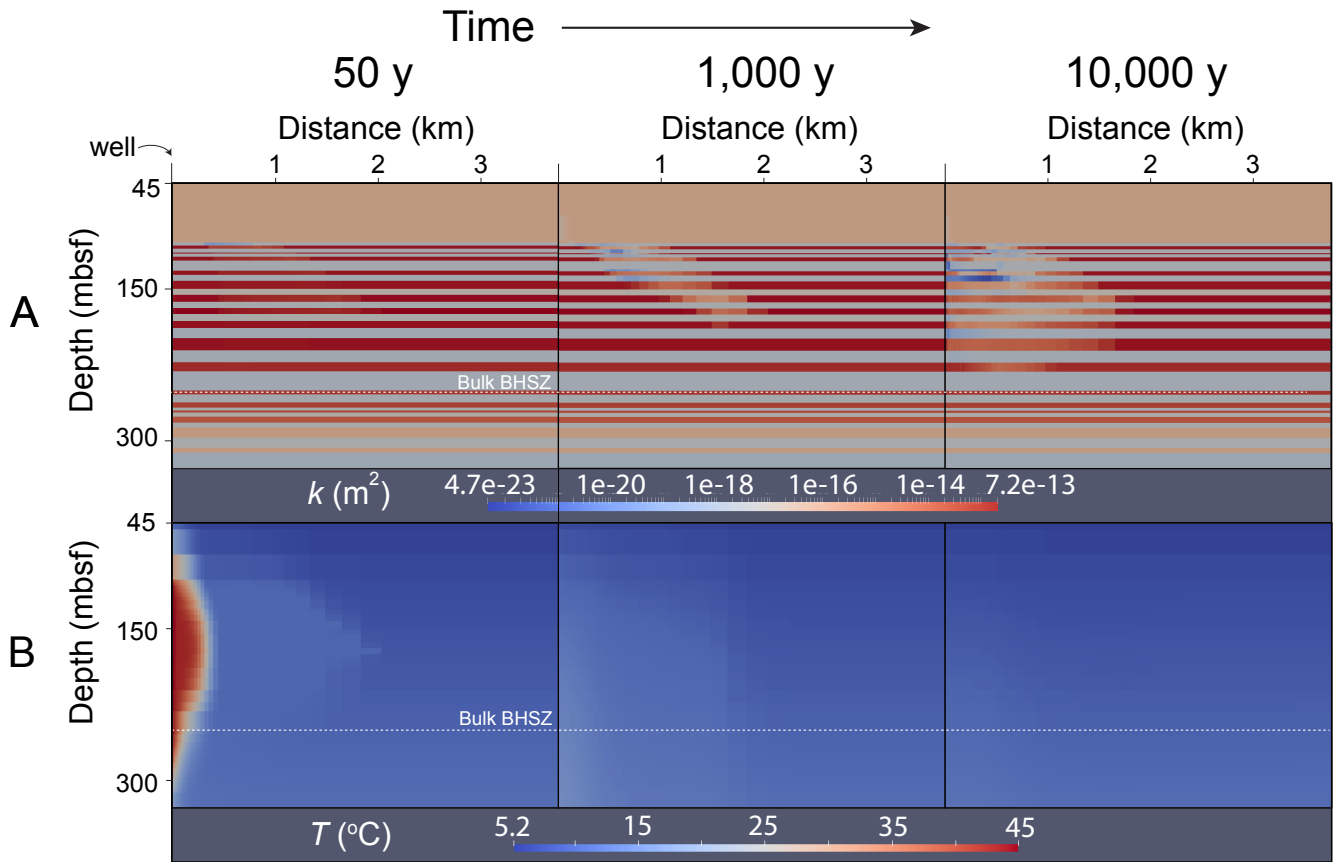 Time
50 y 1,000 y 10,000 y
Distance (km) Distance (km) Distance (km)
well
1 2 3 1 2 3 1 2 3
45
150
300
A
Depth (mbsf)
Bulk BHSZ
k (m²) 4.7e-23 1e-20 1e-18 1e-16 1e-14 7.2e-13
45
150
300
B
Depth (mbsf)
Bulk BHSZ
T (°C) 5.2 15 25 35 45